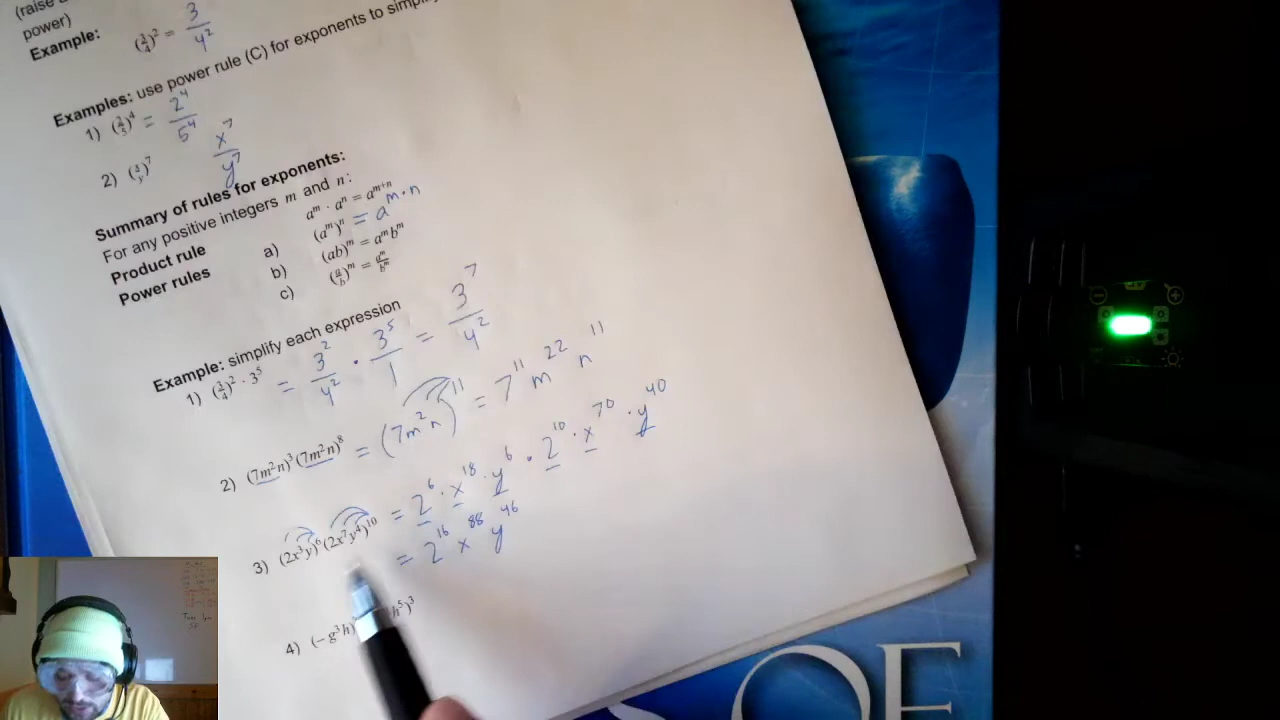 (raise
power)
Example: (3/4)² = 3/4²
Examples: use power rule (C) for exponents to simplify
1) (2/5)⁴ = 2⁴/5⁴
2) ( )⁷ x⁷/y⁷
Summary of rules for exponents:
For any positive integers m and n:
Product rule aᵐ · aⁿ = aᵐ⁺ⁿ
Power rules a) (aᵐ)ⁿ = a^(m·n)
b) (ab)ᵐ = aᵐbᵐ
c) (a/b)ᵐ = aᵐ/bᵐ
Example: simplify each expression
1) (3/4)² · 3⁵ = 3²/4² · 3⁵/1 = 3⁷/4²
2) (7m²n)³(7m²n)⁸ = (7m²n)¹¹ = 7¹¹ m²² n¹¹
3) (2x³y)⁶(2x⁷y⁴)¹⁰ = 2⁶ · x¹⁸ · y⁶ · 2¹⁰ · x⁷⁰ · y⁴⁰
= 2¹⁶ x⁸⁸ y⁴⁶
4) (−g³h) h⁵)³
OF